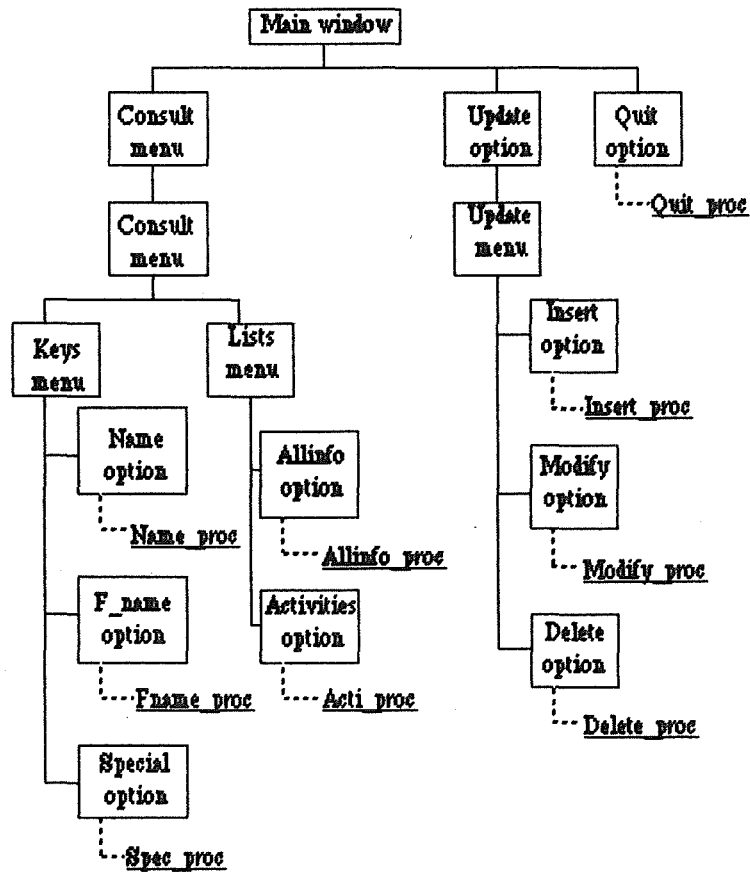 Main window
Consult
menu
Update
option
Quit
option
Quit_proc
Consult
menu
Update
menu
Keys
menu
Lists
menu
Insert
option
Insert_proc
Name
option
Name_proc
Allinfo
option
Allinfo_proc
Modify
option
Modify_proc
F_name
option
Fname_proc
Activities
option
Acti_proc
Delete
option
Delete_proc
Special
option
Spec_proc